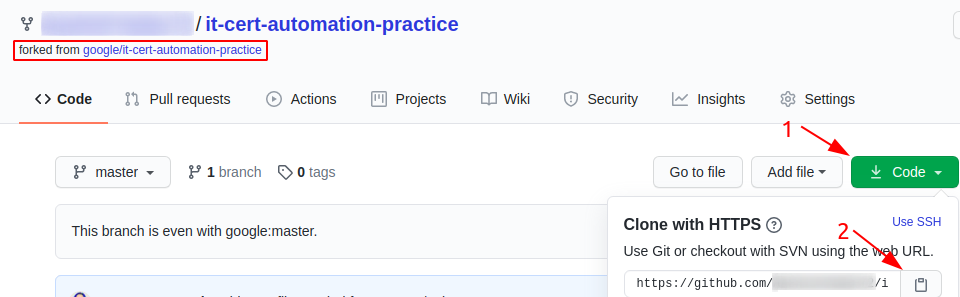 / it-cert-automation-practice
forked from google/it-cert-automation-practice
Code Pull requests Actions Projects Wiki Security Insights Settings
1
master 1 branch 0 tags Go to file Add file Code
Clone with HTTPS Use SSH
This branch is even with google:master.
2
Use Git or checkout with SVN using the web URL.
https://github.com/ /i